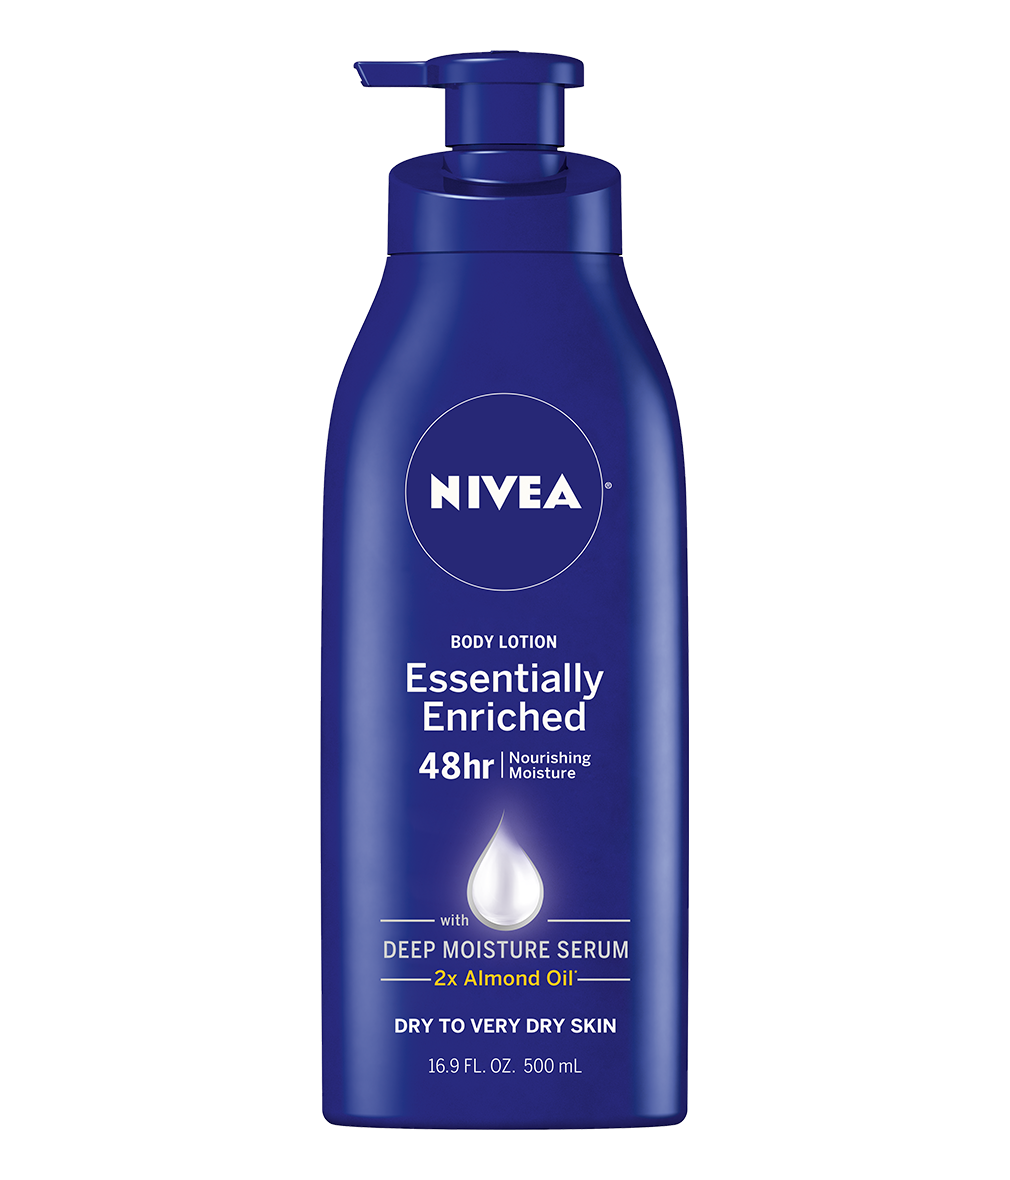 NIVEA®
BODY LOTION
Essentially
Enriched
48hr | Nourishing
Moisture
with
DEEP MOISTURE SERUM
2x Almond Oil*
DRY TO VERY DRY SKIN
16.9 FL. OZ. 500 mL